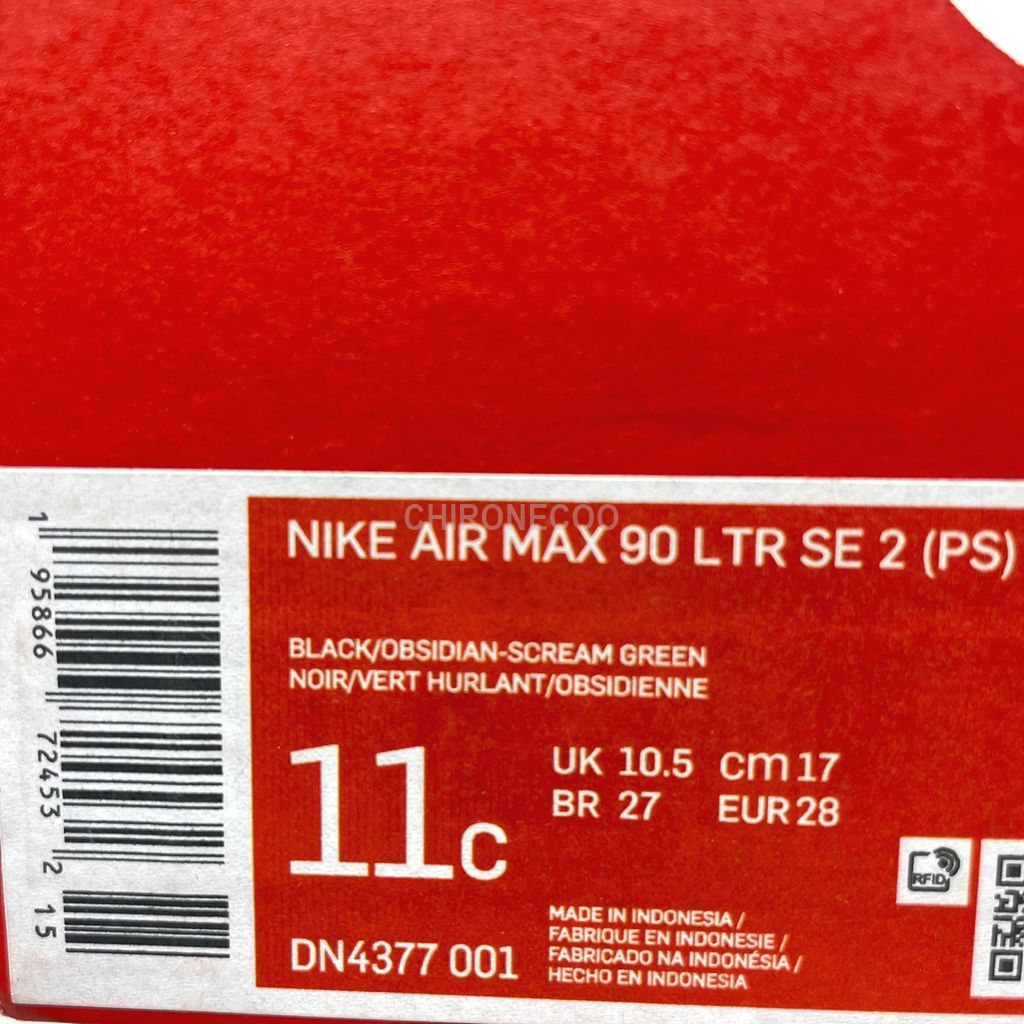 CHIRONECOO
NIKE AIR MAX 90 LTR SE 2 (PS)
BLACK/OBSIDIAN-SCREAM GREEN
NOIR/VERT HURLANT/OBSIDIENNE
11c
UK 10.5 cm 17
BR 27 EUR 28
DN4377 001
MADE IN INDONESIA /
FABRIQUE EN INDONESIE /
FABRICADO NA INDONÉSIA /
HECHO EN INDONESIA
RFID
1 95866 72453 2 15